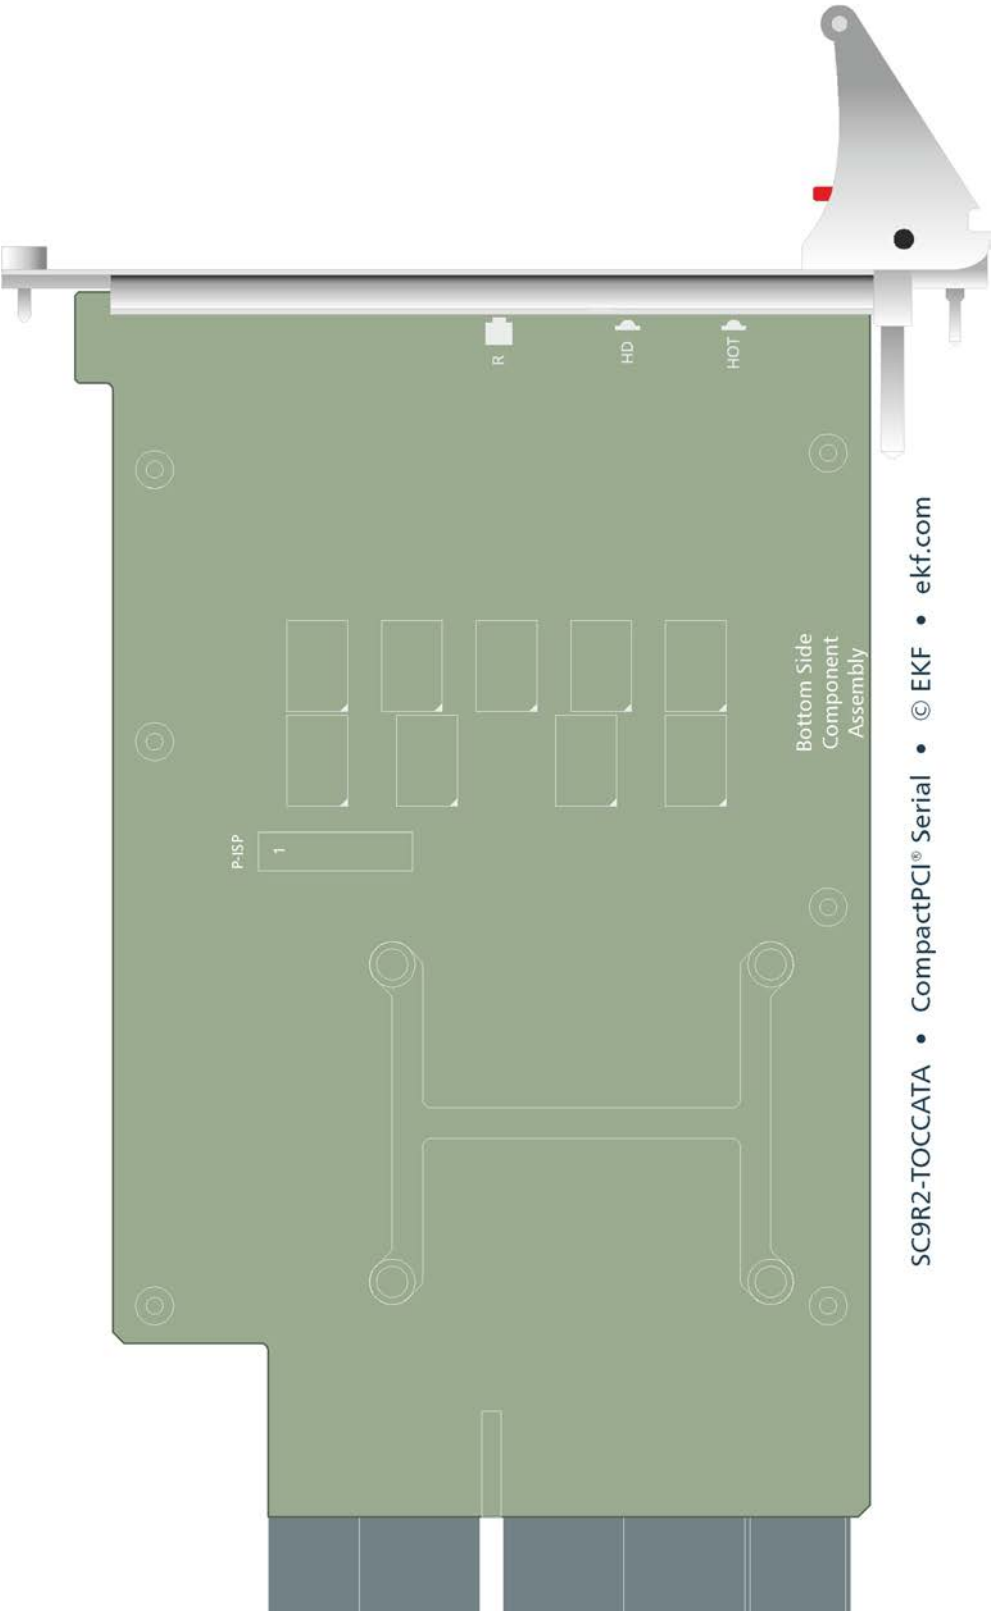 R
HD
HOT
Bottom Side
Component
Assembly
P-ISP
1
SC9R2-TOCCATA • CompactPCI® Serial • © EKF • ekf.com